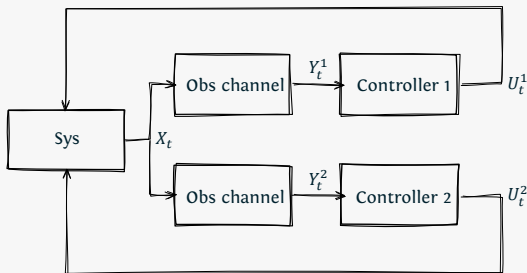 Obs channel
Y_t^1
Controller 1
U_t^1
Sys
X_t
Obs channel
Y_t^2
Controller 2
U_t^2